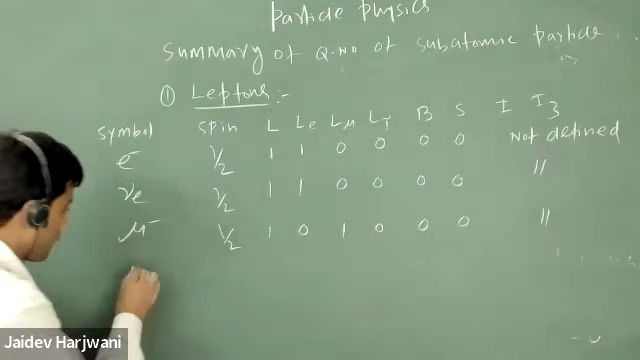 Particle Physics
Summary of Q.No of subatomic particle
① Leptons :-
Symbol spin L Le Lμ Lτ B S I I3
e⁻ 1/2 1 1 0 0 0 0 Not defined
νe 1/2 1 1 0 0 0 0 "
μ⁻ 1/2 1 0 1 0 0 0 "
Jaidev Harjwani